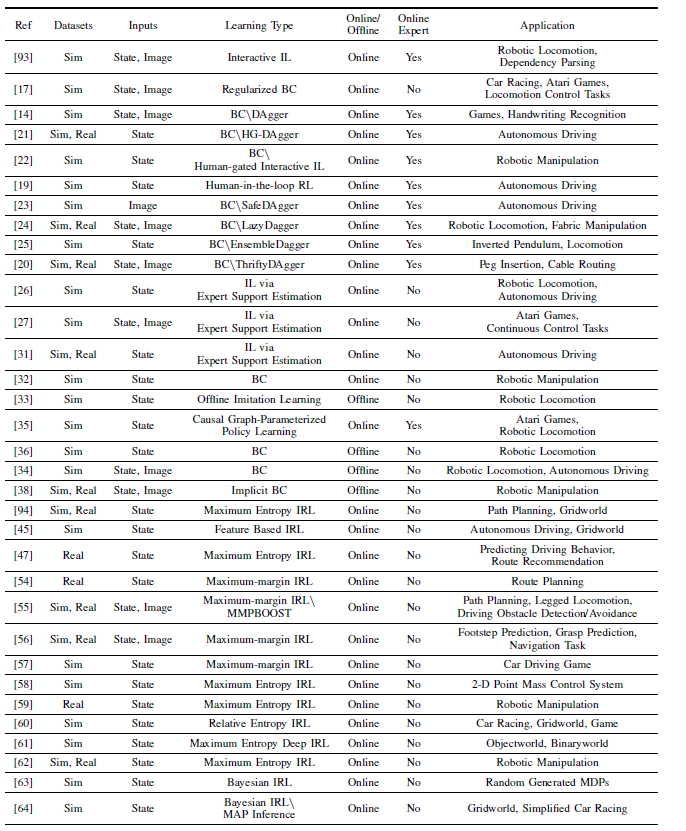 Ref Datasets Inputs Learning Type Online/ Offline Online Expert Application
[93] Sim State, Image Interactive IL Online Yes Robotic Locomotion,
Dependency Parsing
[17] Sim State, Image Regularized BC Online No Car Racing, Atari Games,
Locomotion Control Tasks
[14] Sim State, Image BC\DAgger Online Yes Games, Handwriting Recognition
[21] Sim, Real State BC\HG-DAgger Online Yes Autonomous Driving
[22] Sim State BC\
Human-gated Interactive IL Online Yes Robotic Manipulation
[19] Sim State Human-in-the-loop RL Online Yes Autonomous Driving
[23] Sim Image BC\SafeDAgger Online Yes Autonomous Driving
[24] Sim, Real State, Image BC\LazyDagger Online Yes Robotic Locomotion, Fabric Manipulation
[25] Sim State BC\EnsembleDagger Online Yes Inverted Pendulum, Locomotion
[20] Sim, Real State, Image BC\ThriftyDAgger Online Yes Peg Insertion, Cable Routing
[26] Sim State IL via
Expert Support Estimation Online No Robotic Locomotion,
Autonomous Driving
[27] Sim State, Image IL via
Expert Support Estimation Online No Atari Games,
Continuous Control Tasks
[31] Sim, Real State IL via
Expert Support Estimation Online No Autonomous Driving
[32] Sim State BC Online No Robotic Manipulation
[33] Sim State Offline Imitation Learning Offline No Robotic Locomotion
[35] Sim State Causal Graph-Parameterized
Policy Learning Online Yes Atari Games,
Robotic Locomotion
[36] Sim State BC Offline No Robotic Locomotion
[34] Sim State, Image BC Offline No Robotic Locomotion, Autonomous Driving
[38] Sim, Real State, Image Implicit BC Offline No Robotic Manipulation
[94] Sim, Real State Maximum Entropy IRL Online No Path Planning, Gridworld
[45] Sim State Feature Based IRL Online No Autonomous Driving, Gridworld
[47] Real State Maximum Entropy IRL Online No Predicting Driving Behavior,
Route Recommendation
[54] Real State Maximum-margin IRL Online No Route Planning
[55] Sim, Real State, Image Maximum-margin IRL\
MMPBOOST Online No Path Planning, Legged Locomotion,
Driving Obstacle Detection/Avoidance
[56] Sim, Real State, Image Maximum-margin IRL Online No Footstep Prediction, Grasp Prediction,
Navigation Task
[57] Sim State Maximum-margin IRL Online No Car Driving Game
[58] Sim State Maximum Entropy IRL Online No 2-D Point Mass Control System
[59] Real State Maximum Entropy IRL Online No Robotic Manipulation
[60] Sim State Relative Entropy IRL Online No Car Racing, Gridworld, Game
[61] Sim State Maximum Entropy Deep IRL Online No Objectworld, Binaryworld
[62] Sim, Real State Maximum Entropy IRL Online No Robotic Manipulation
[63] Sim State Bayesian IRL Online No Random Generated MDPs
[64] Sim State Bayesian IRL\
MAP Inference Online No Gridworld, Simplified Car Racing